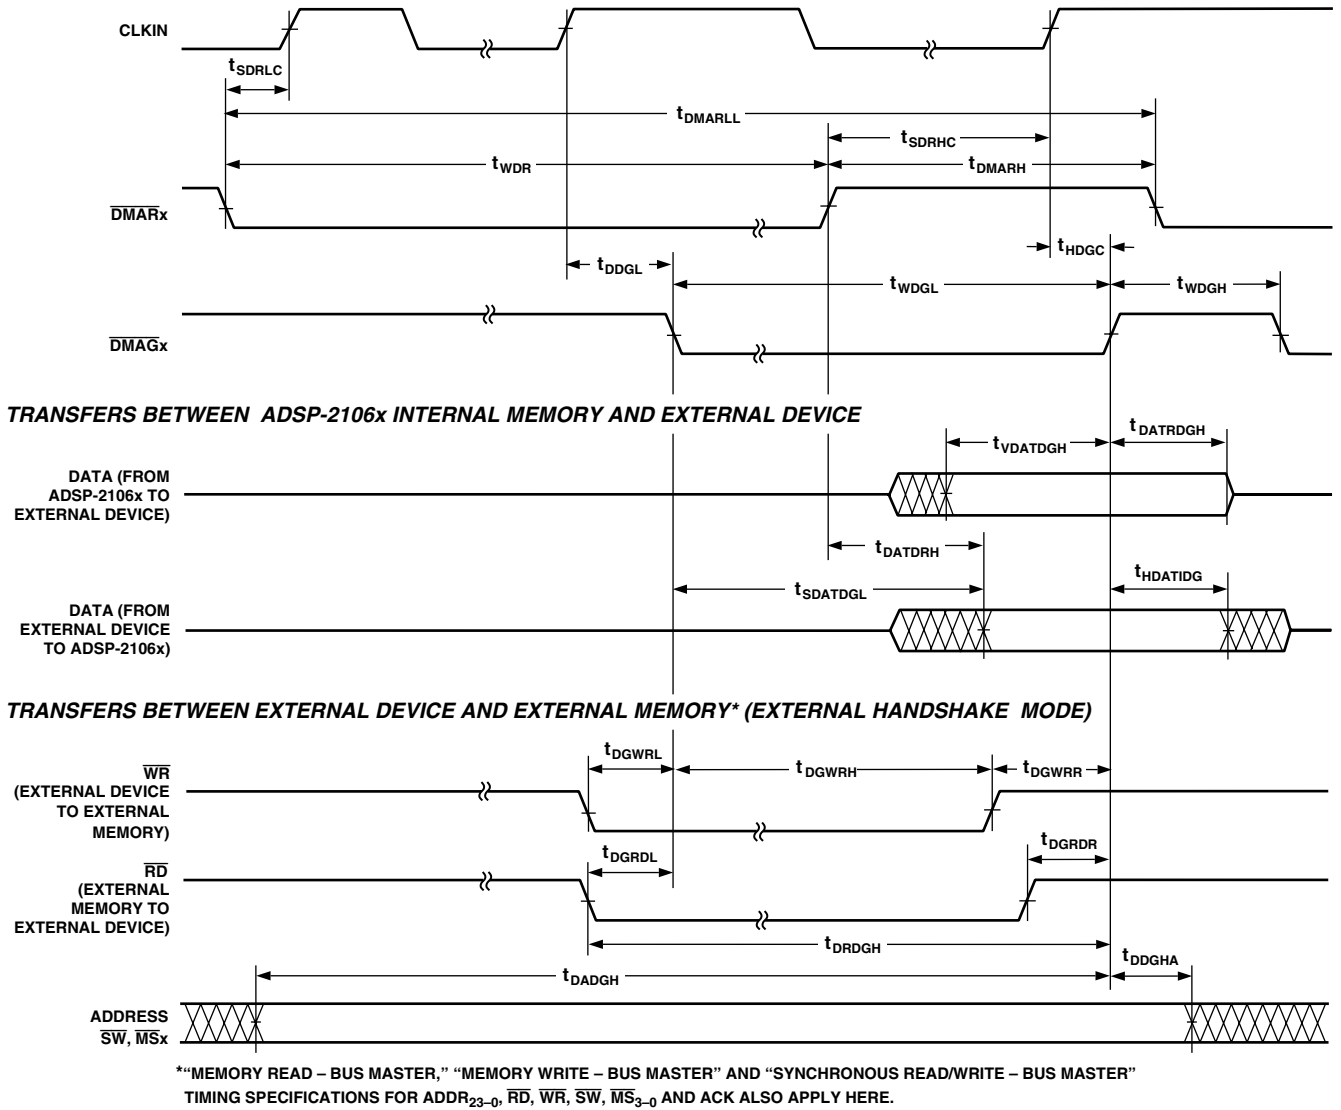 CLKIN
tSDRLC
tDMARLL
tSDRHC
tWDR
tDMARH
DMARx
tHDGC
tDDGL
tWDGL
tWDGH
DMAGx
TRANSFERS BETWEEN ADSP-2106x INTERNAL MEMORY AND EXTERNAL DEVICE
tVDATDGH
tDATRDGH
DATA (FROM
ADSP-2106x TO
EXTERNAL DEVICE)
tDATDRH
tSDATDGL
tHDATIDG
DATA (FROM
EXTERNAL DEVICE
TO ADSP-2106x)
TRANSFERS BETWEEN EXTERNAL DEVICE AND EXTERNAL MEMORY* (EXTERNAL HANDSHAKE MODE)
tDGWRL
tDGWRH
tDGWRR
WR
(EXTERNAL DEVICE
TO EXTERNAL
MEMORY)
tDGRDL
tDGRDR
RD
(EXTERNAL
MEMORY TO
EXTERNAL DEVICE)
tDRDGH
tDADGH
tDDGHA
ADDRESS
SW, MSx
*“MEMORY READ – BUS MASTER,” “MEMORY WRITE – BUS MASTER” AND “SYNCHRONOUS READ/WRITE – BUS MASTER”
TIMING SPECIFICATIONS FOR ADDR23–0, RD, WR, SW, MS3–0 AND ACK ALSO APPLY HERE.